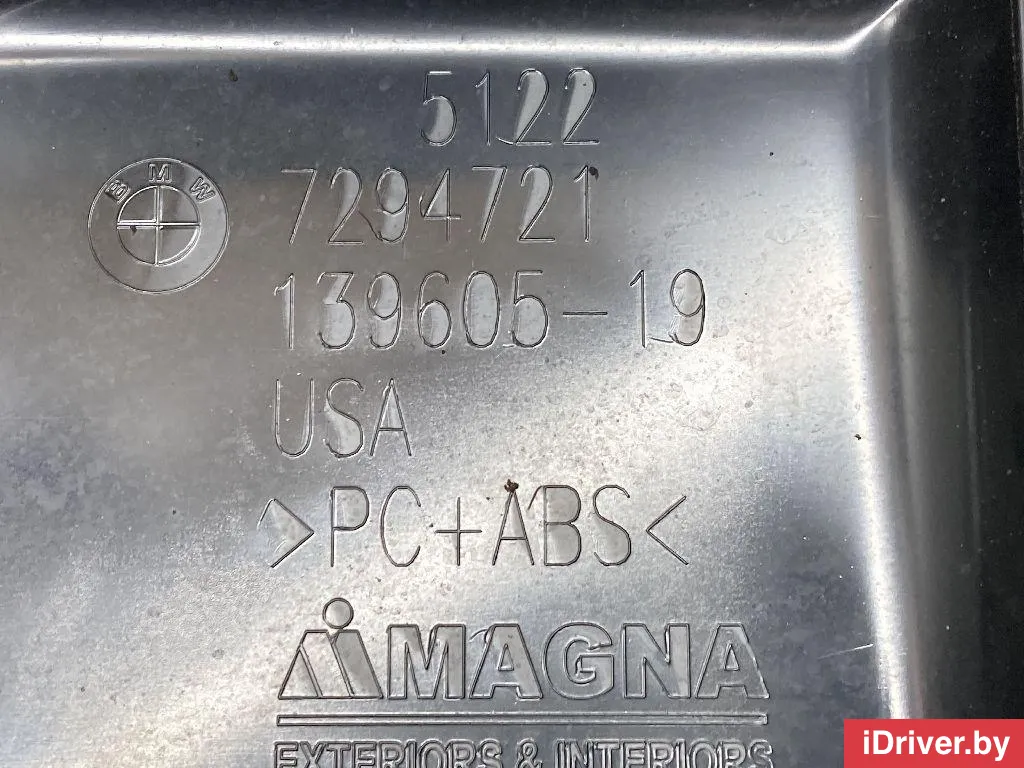 5122
BMW
7294721
139605-19
USA
>PC+ABS<
MAGNA
EXTERIORS & INTERIORS
iDriver.by